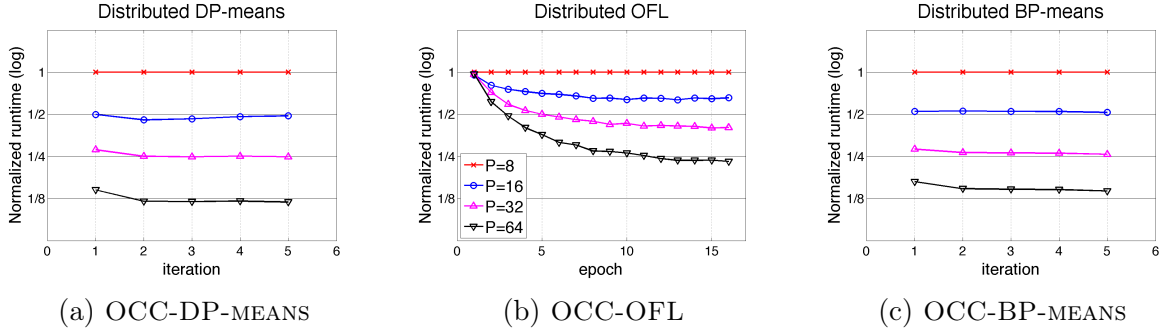 Distributed DP-means
Normalized runtime (log)
1
1/2
1/4
1/8
0 1 2 3 4 5 6
iteration
(a) OCC-DP-MEANS
Distributed OFL
Normalized runtime (log)
1
1/2
1/4
1/8
P=8
P=16
P=32
P=64
0 5 10 15
epoch
(b) OCC-OFL
Distributed BP-means
Normalized runtime (log)
1
1/2
1/4
1/8
0 1 2 3 4 5 6
iteration
(c) OCC-BP-MEANS